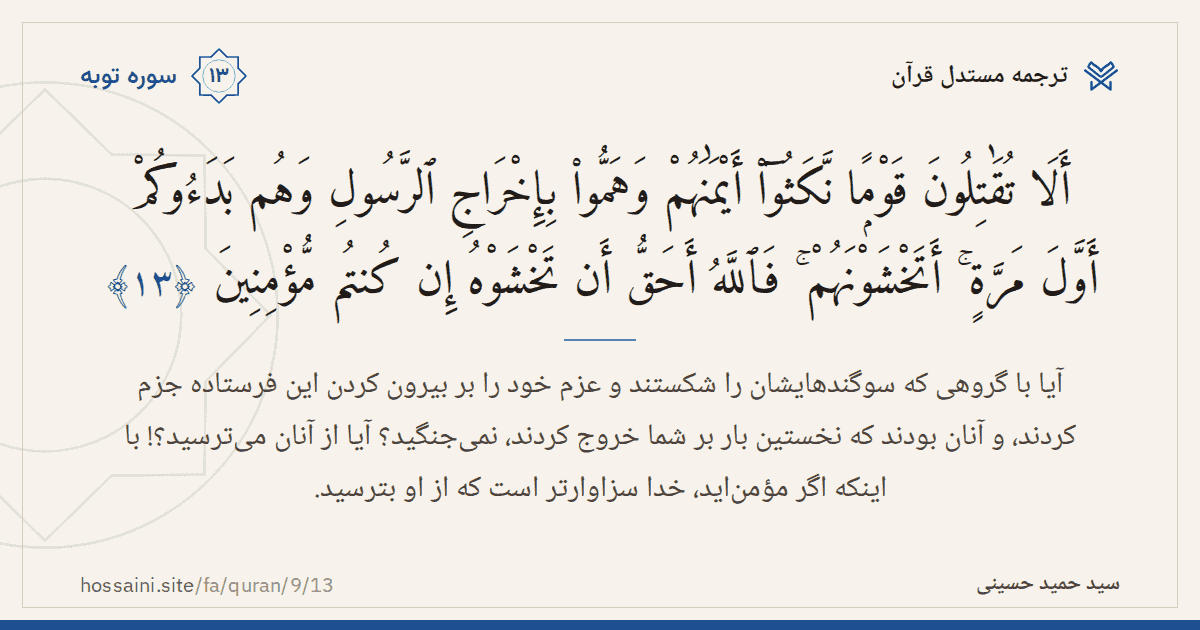 ترجمه مستدل قرآن
۱۳ سوره توبه
أَلَا تُقَـٰتِلُونَ قَوْمًۭا نَّكَثُوٓا۟ أَيْمَـٰنَهُمْ وَهَمُّوا۟ بِإِخْرَاجِ ٱلرَّسُولِ وَهُم بَدَءُوكُمْ
أَوَّلَ مَرَّةٍ ۚ أَتَخْشَوْنَهُمْ ۚ فَٱللَّهُ أَحَقُّ أَن تَخْشَوْهُ إِن كُنتُم مُّؤْمِنِينَ ﴿١٣﴾
آیا با گروهی که سوگندهایشان را شکستند و عزم خود را بر بیرون کردن این فرستاده جزم
کردند، و آنان بودند که نخستین بار بر شما خروج کردند، نمی‌جنگید؟ آیا از آنان می‌ترسید؟! با
اینکه اگر مؤمن‌اید، خدا سزاوارتر است که از او بترسید.
سید حمید حسینی
hossaini.site/fa/quran/9/13